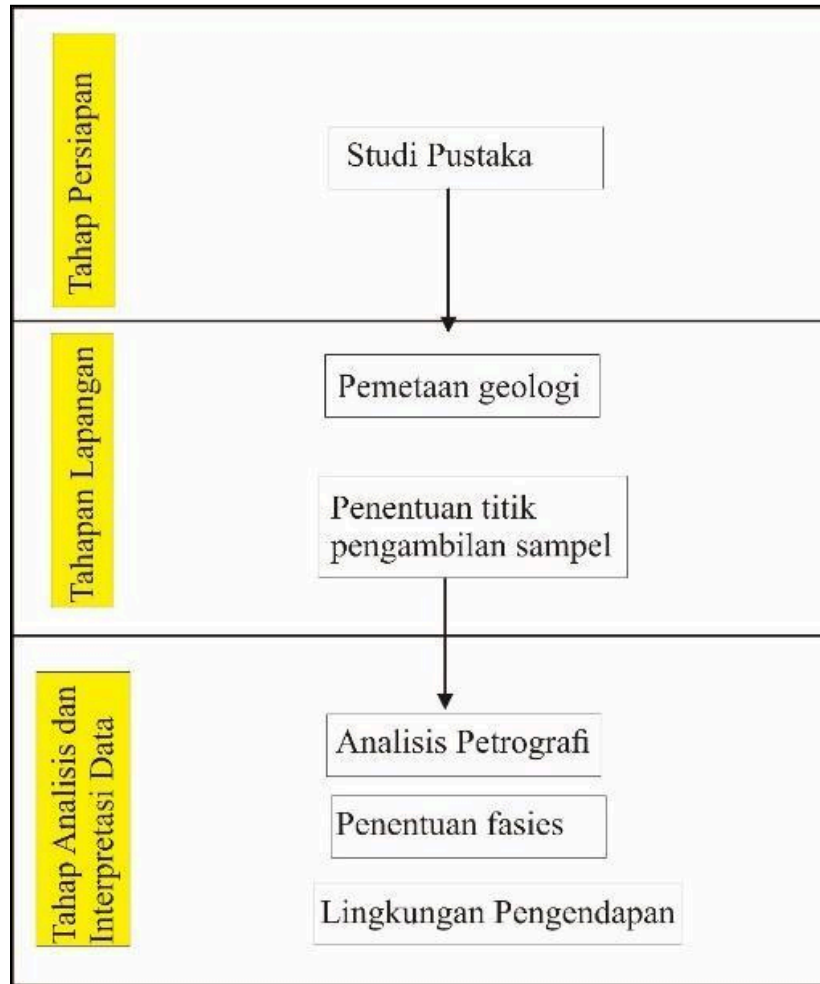 Tahap Persiapan
Studi Pustaka
Tahapan Lapangan
Pemetaan geologi
Penentuan titik
pengambilan sampel
Tahap Analisis dan
Interpretasi Data
Analisis Petrografi
Penentuan fasies
Lingkungan Pengendapan